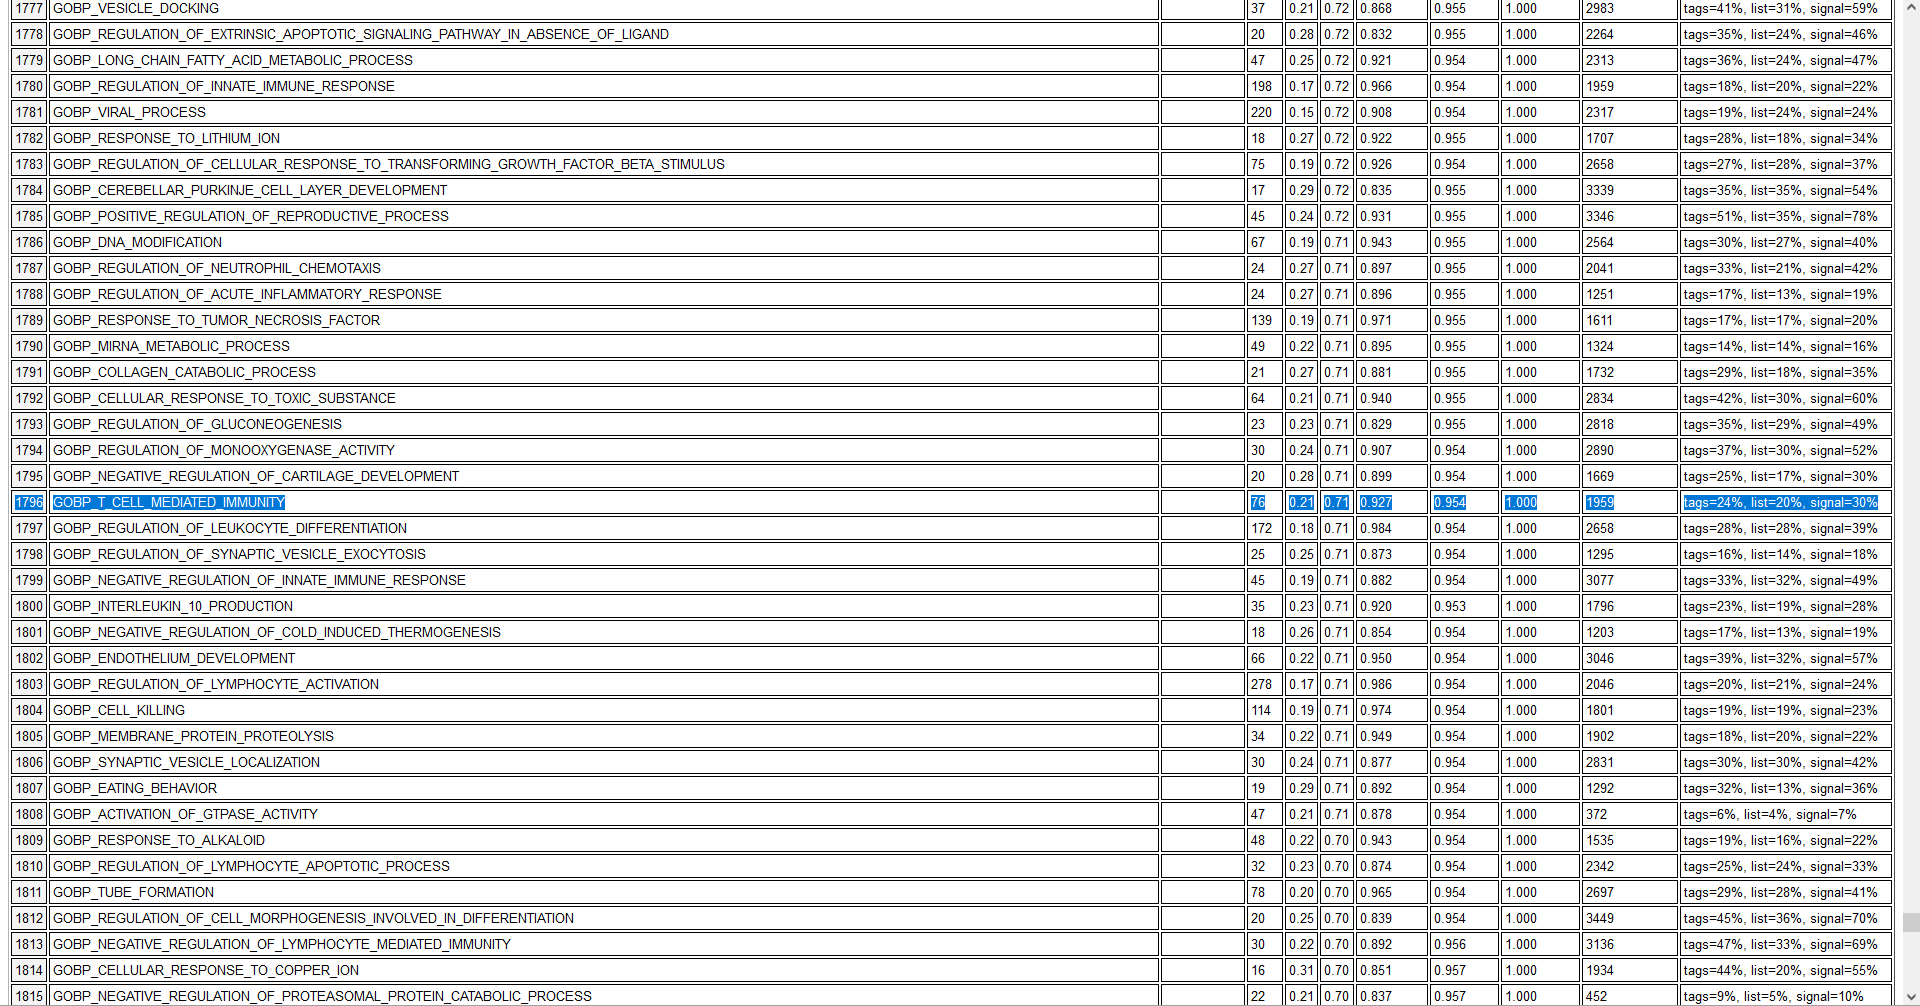 1777 GOBP_VESICLE_DOCKING 37 0.21 0.72 0.868 0.955 1.000 2983 tags=41%, list=31%, signal=59%
1778 GOBP_REGULATION_OF_EXTRINSIC_APOPTOTIC_SIGNALING_PATHWAY_IN_ABSENCE_OF_LIGAND 20 0.28 0.72 0.832 0.955 1.000 2264 tags=35%, list=24%, signal=46%
1779 GOBP_LONG_CHAIN_FATTY_ACID_METABOLIC_PROCESS 47 0.25 0.72 0.921 0.954 1.000 2313 tags=36%, list=24%, signal=47%
1780 GOBP_REGULATION_OF_INNATE_IMMUNE_RESPONSE 198 0.17 0.72 0.966 0.954 1.000 1959 tags=18%, list=20%, signal=22%
1781 GOBP_VIRAL_PROCESS 220 0.15 0.72 0.908 0.954 1.000 2317 tags=19%, list=24%, signal=24%
1782 GOBP_RESPONSE_TO_LITHIUM_ION 18 0.27 0.72 0.922 0.955 1.000 1707 tags=28%, list=18%, signal=34%
1783 GOBP_REGULATION_OF_CELLULAR_RESPONSE_TO_TRANSFORMING_GROWTH_FACTOR_BETA_STIMULUS 75 0.19 0.72 0.926 0.954 1.000 2658 tags=27%, list=28%, signal=37%
1784 GOBP_CEREBELLAR_PURKINJE_CELL_LAYER_DEVELOPMENT 17 0.29 0.72 0.835 0.955 1.000 3339 tags=35%, list=35%, signal=54%
1785 GOBP_POSITIVE_REGULATION_OF_REPRODUCTIVE_PROCESS 45 0.24 0.72 0.931 0.955 1.000 3346 tags=51%, list=35%, signal=78%
1786 GOBP_DNA_MODIFICATION 67 0.19 0.71 0.943 0.955 1.000 2564 tags=30%, list=27%, signal=40%
1787 GOBP_REGULATION_OF_NEUTROPHIL_CHEMOTAXIS 24 0.27 0.71 0.897 0.955 1.000 2041 tags=33%, list=21%, signal=42%
1788 GOBP_REGULATION_OF_ACUTE_INFLAMMATORY_RESPONSE 24 0.27 0.71 0.896 0.955 1.000 1251 tags=17%, list=13%, signal=19%
1789 GOBP_RESPONSE_TO_TUMOR_NECROSIS_FACTOR 139 0.19 0.71 0.971 0.955 1.000 1611 tags=17%, list=17%, signal=20%
1790 GOBP_MIRNA_METABOLIC_PROCESS 49 0.22 0.71 0.895 0.955 1.000 1324 tags=14%, list=14%, signal=16%
1791 GOBP_COLLAGEN_CATABOLIC_PROCESS 21 0.27 0.71 0.881 0.955 1.000 1732 tags=29%, list=18%, signal=35%
1792 GOBP_CELLULAR_RESPONSE_TO_TOXIC_SUBSTANCE 64 0.21 0.71 0.940 0.955 1.000 2834 tags=42%, list=30%, signal=60%
1793 GOBP_REGULATION_OF_GLUCONEOGENESIS 23 0.23 0.71 0.829 0.955 1.000 2818 tags=35%, list=29%, signal=49%
1794 GOBP_REGULATION_OF_MONOOXYGENASE_ACTIVITY 30 0.24 0.71 0.907 0.954 1.000 2890 tags=37%, list=30%, signal=52%
1795 GOBP_NEGATIVE_REGULATION_OF_CARTILAGE_DEVELOPMENT 20 0.28 0.71 0.899 0.954 1.000 1669 tags=25%, list=17%, signal=30%
1796 GOBP_T_CELL_MEDIATED_IMMUNITY 76 0.21 0.71 0.927 0.954 1.000 1959 tags=24%, list=20%, signal=30%
1797 GOBP_REGULATION_OF_LEUKOCYTE_DIFFERENTIATION 172 0.18 0.71 0.984 0.954 1.000 2658 tags=28%, list=28%, signal=39%
1798 GOBP_REGULATION_OF_SYNAPTIC_VESICLE_EXOCYTOSIS 25 0.25 0.71 0.873 0.954 1.000 1295 tags=16%, list=14%, signal=18%
1799 GOBP_NEGATIVE_REGULATION_OF_INNATE_IMMUNE_RESPONSE 45 0.19 0.71 0.882 0.954 1.000 3077 tags=33%, list=32%, signal=49%
1800 GOBP_INTERLEUKIN_10_PRODUCTION 35 0.23 0.71 0.920 0.953 1.000 1796 tags=23%, list=19%, signal=28%
1801 GOBP_NEGATIVE_REGULATION_OF_COLD_INDUCED_THERMOGENESIS 18 0.26 0.71 0.854 0.954 1.000 1203 tags=17%, list=13%, signal=19%
1802 GOBP_ENDOTHELIUM_DEVELOPMENT 66 0.22 0.71 0.950 0.954 1.000 3046 tags=39%, list=32%, signal=57%
1803 GOBP_REGULATION_OF_LYMPHOCYTE_ACTIVATION 278 0.17 0.71 0.986 0.954 1.000 2046 tags=20%, list=21%, signal=24%
1804 GOBP_CELL_KILLING 114 0.19 0.71 0.974 0.954 1.000 1801 tags=19%, list=19%, signal=23%
1805 GOBP_MEMBRANE_PROTEIN_PROTEOLYSIS 34 0.22 0.71 0.949 0.954 1.000 1902 tags=18%, list=20%, signal=22%
1806 GOBP_SYNAPTIC_VESICLE_LOCALIZATION 30 0.24 0.71 0.877 0.954 1.000 2831 tags=30%, list=30%, signal=42%
1807 GOBP_EATING_BEHAVIOR 19 0.29 0.71 0.892 0.954 1.000 1292 tags=32%, list=13%, signal=36%
1808 GOBP_ACTIVATION_OF_GTPASE_ACTIVITY 47 0.21 0.71 0.878 0.954 1.000 372 tags=6%, list=4%, signal=7%
1809 GOBP_RESPONSE_TO_ALKALOID 48 0.22 0.70 0.943 0.954 1.000 1535 tags=19%, list=16%, signal=22%
1810 GOBP_REGULATION_OF_LYMPHOCYTE_APOPTOTIC_PROCESS 32 0.23 0.70 0.874 0.954 1.000 2342 tags=25%, list=24%, signal=33%
1811 GOBP_TUBE_FORMATION 78 0.20 0.70 0.965 0.954 1.000 2697 tags=29%, list=28%, signal=41%
1812 GOBP_REGULATION_OF_CELL_MORPHOGENESIS_INVOLVED_IN_DIFFERENTIATION 20 0.25 0.70 0.839 0.954 1.000 3449 tags=45%, list=36%, signal=70%
1813 GOBP_NEGATIVE_REGULATION_OF_LYMPHOCYTE_MEDIATED_IMMUNITY 30 0.22 0.70 0.892 0.956 1.000 3136 tags=47%, list=33%, signal=69%
1814 GOBP_CELLULAR_RESPONSE_TO_COPPER_ION 16 0.31 0.70 0.851 0.957 1.000 1934 tags=44%, list=20%, signal=55%
1815 GOBP_NEGATIVE_REGULATION_OF_PROTEASOMAL_PROTEIN_CATABOLIC_PROCESS 22 0.21 0.70 0.837 0.957 1.000 452 tags=9%, list=5%, signal=10%